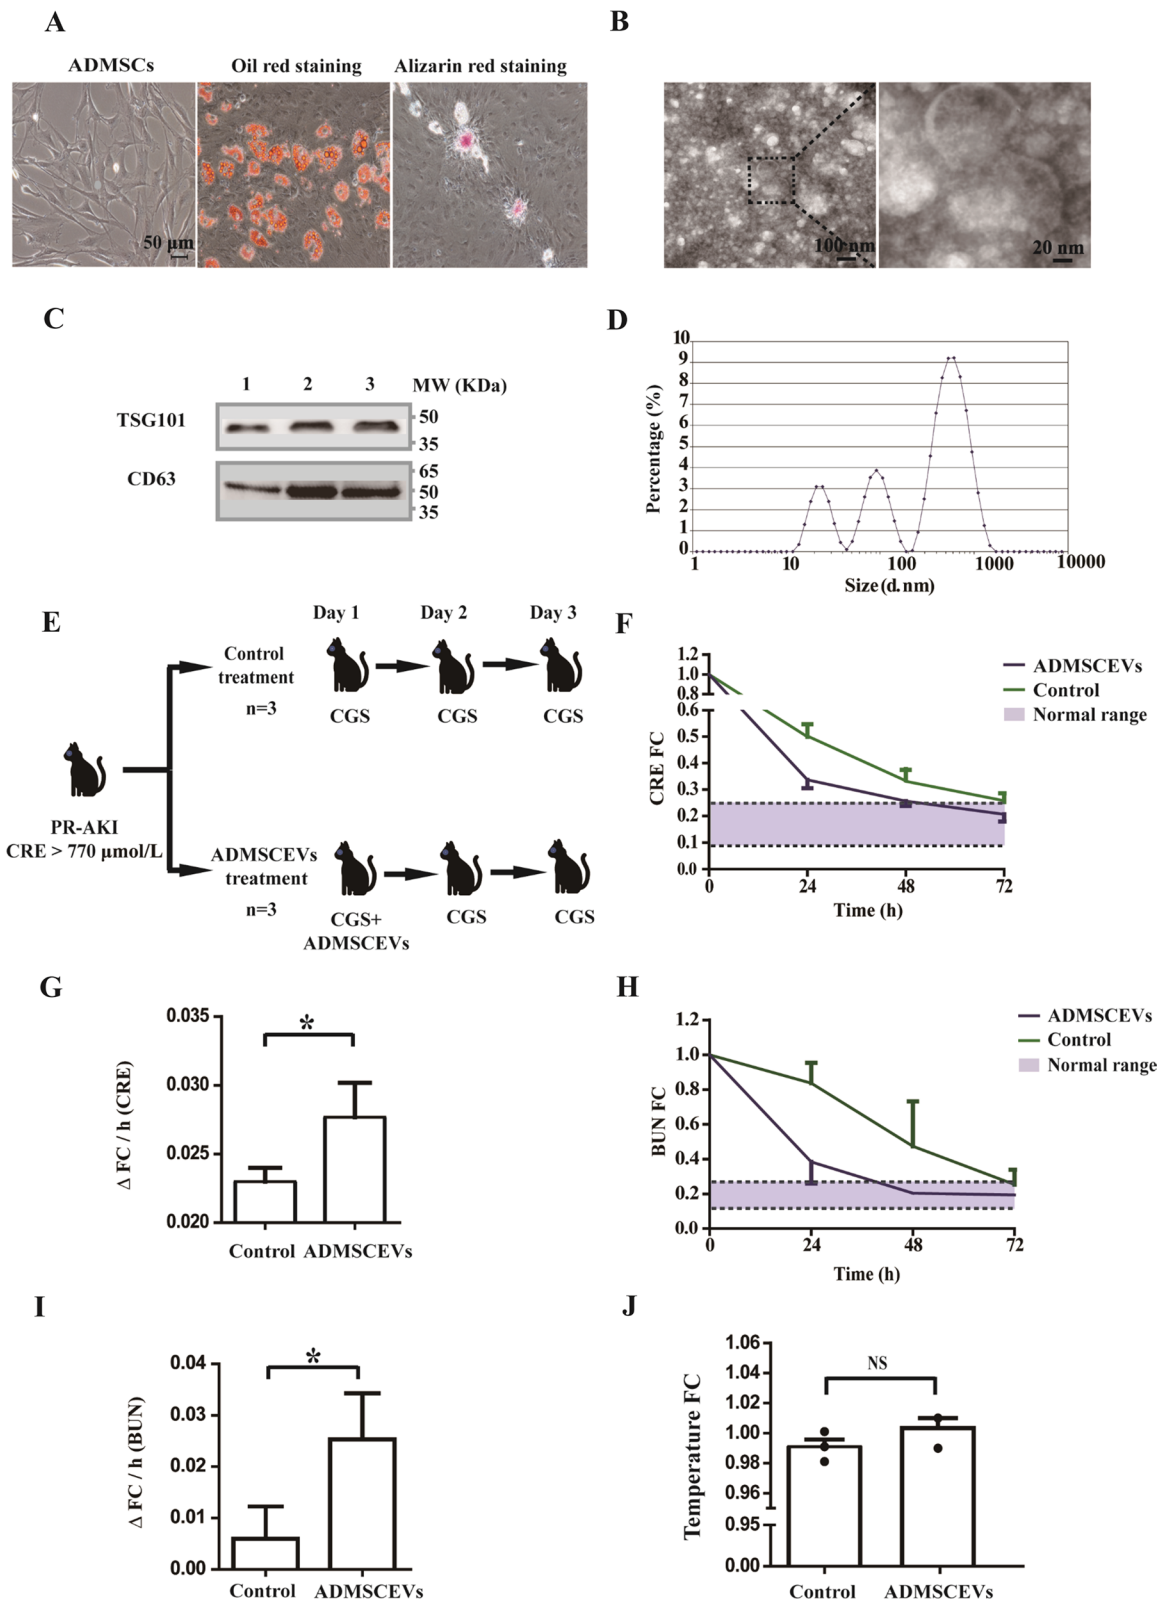 A
ADMSCs
Oil red staining
Alizarin red staining
50 μm
B
100 nm
20 nm
C
1 2 3 MW (KDa)
TSG101
50
35
CD63
65
50
35
D
Percentage (%)
10
9
8
7
6
5
4
3
2
1
0
1 10 100 1000 10000
Size (d.nm)
E
Day 1 Day 2 Day 3
Control
treatment
n=3
CGS CGS CGS
PR-AKI
CRE > 770 μmol/L
ADMSCEVs
treatment
n=3
CGS+
ADMSCEVs
CGS
CGS
F
CRE FC
1.2
1.0
0.8
0.6
0.5
0.4
0.3
0.2
0.1
0.0
0 24 48 72
Time (h)
ADMSCEVs
Control
Normal range
G
Δ FC / h (CRE)
0.035
0.030
0.025
0.020
*
Control ADMSCEVs
H
BUN FC
1.2
1.0
0.8
0.6
0.4
0.2
0.0
0 24 48 72
Time (h)
ADMSCEVs
Control
Normal range
I
Δ FC / h (BUN)
0.04
0.03
0.02
0.01
0.00
*
Control ADMSCEVs
J
Temperature FC
1.06
1.04
1.02
1.00
0.98
0.96
0.95
0.00
NS
Control ADMSCEVs